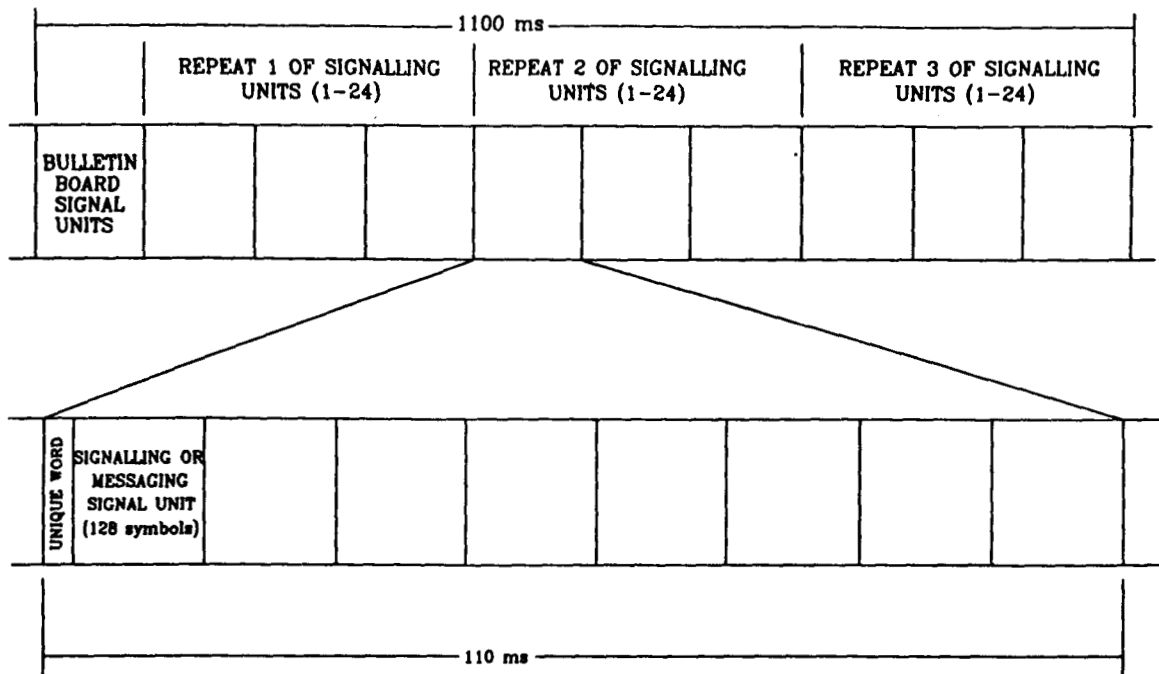 1100 ms
REPEAT 1 OF SIGNALLING
UNITS (1-24)
REPEAT 2 OF SIGNALLING
UNITS (1-24)
REPEAT 3 OF SIGNALLING
UNITS (1-24)
BULLETIN
BOARD
SIGNAL
UNITS
UNIQUE WORD
SIGNALLING OR
MESSAGING
SIGNAL UNIT
(128 symbols)
110 ms